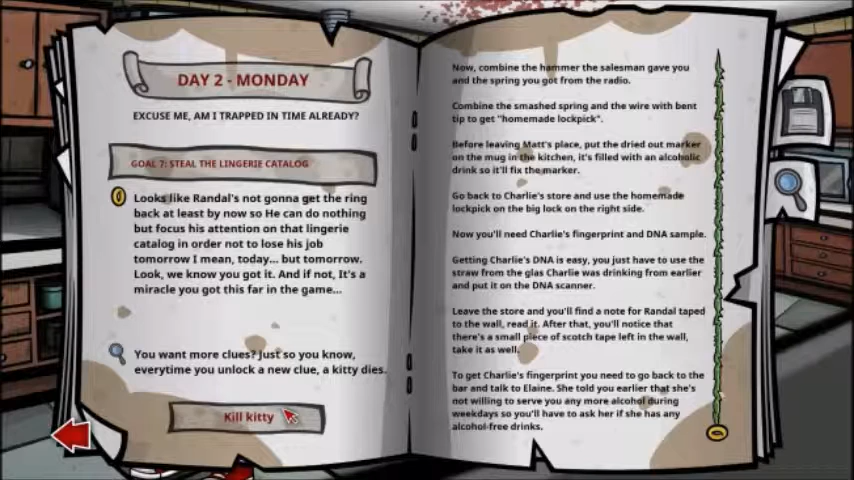 DAY 2 - MONDAY
EXCUSE ME, AM I TRAPPED IN TIME ALREADY?
GOAL 7: STEAL THE LINGERIE CATALOG
Looks like Randal's not gonna get the ring
back at least by now so He can do nothing
but focus his attention on that lingerie
catalog in order not to lose his job
tomorrow I mean, today... but, tomorrow.
Look, we know you got it. And if not, It's a
miracle you got this far in the game...
You want more clues? Just so you know,
everytime you unlock a new clue, a kitty dies.
Kill kitty
Now, combine the hammer the salesman gave you
and the spring you got from the radio.
Combine the smashed spring and the wire with bent
tip to get "homemade lockpick".
Before leaving Matt's place, put the dried out marker
on the mug in the kitchen, it's filled with an alcoholic
drink so it'll fix the marker.
Go back to Charlie's store and use the homemade
lockpick on the big lock on the right side.
Now you'll need Charlie's fingerprint and DNA sample.
Getting Charlie's DNA is easy, you just have to use the
straw from the glas Charlie was drinking from earlier
and put it on the DNA scanner.
Leave the store and you'll find a note for Randal taped
to the wall, read it. After that, you'll notice that
there's a small piece of scotch tape left in the wall,
take it as well.
To get Charlie's fingerprint you need to go back to the
bar and talk to Elaine. She told you earlier that she's
not willing to serve you any more alcohol during
weekdays so you'll have to ask her if she has any
alcohol-free drinks.